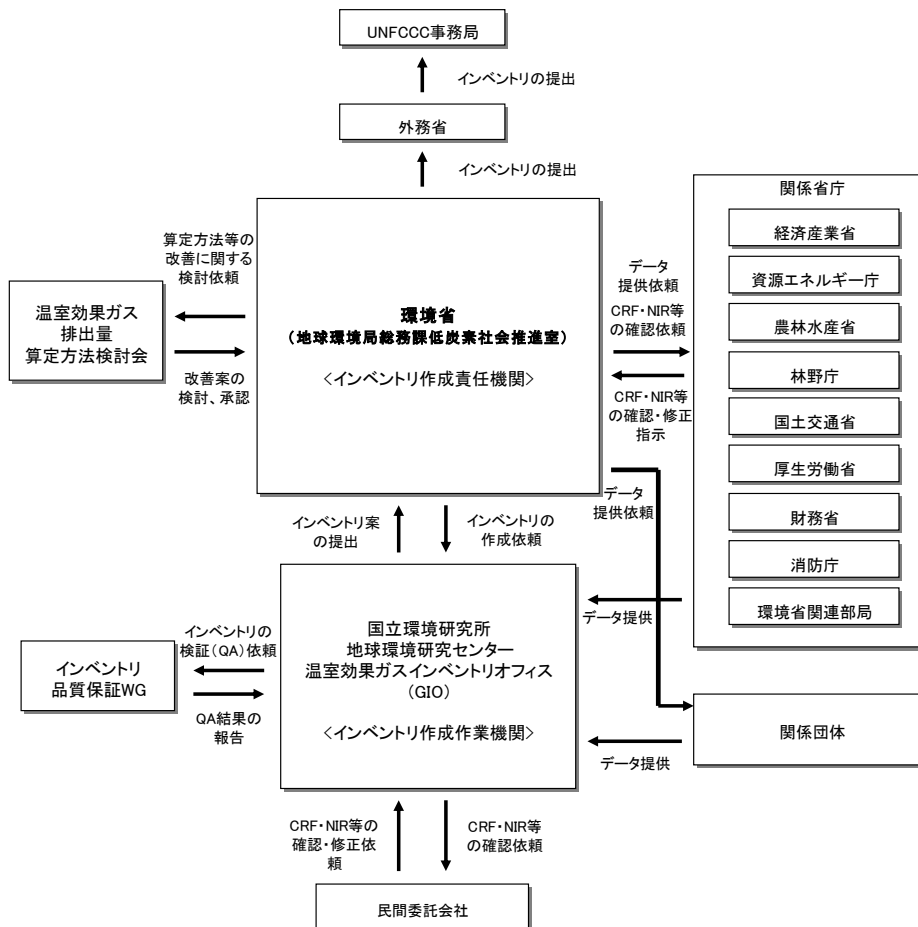 UNFCCC事務局
インベントリの提出
外務省
インベントリの提出
関係省庁
経済産業省
資源エネルギー庁
農林水産省
林野庁
国土交通省
厚生労働省
財務省
消防庁
環境省関連部局
算定方法等の
改善に関する
検討依頼
温室効果ガス
排出量
算定方法検討会
改善案の
検討、承認
環境省
(地球環境局総務課低炭素社会推進室)
<インベントリ作成責任機関>
データ
提供依頼
CRF・NIR等
の確認依頼
CRF・NIR等
の確認・修正
指示
データ
提供依頼
インベントリ案
の提出
インベントリの
作成依頼
国立環境研究所
地球環境研究センター
温室効果ガスインベントリオフィス
(GIO)
<インベントリ作成作業機関>
データ提供
インベントリの
検証(QA)依頼
インベントリ
品質保証WG
QA結果の
報告
関係団体
データ提供
CRF・NIR等の
確認・修正依
頼
CRF・NIR等
の確認依頼
民間委託会社